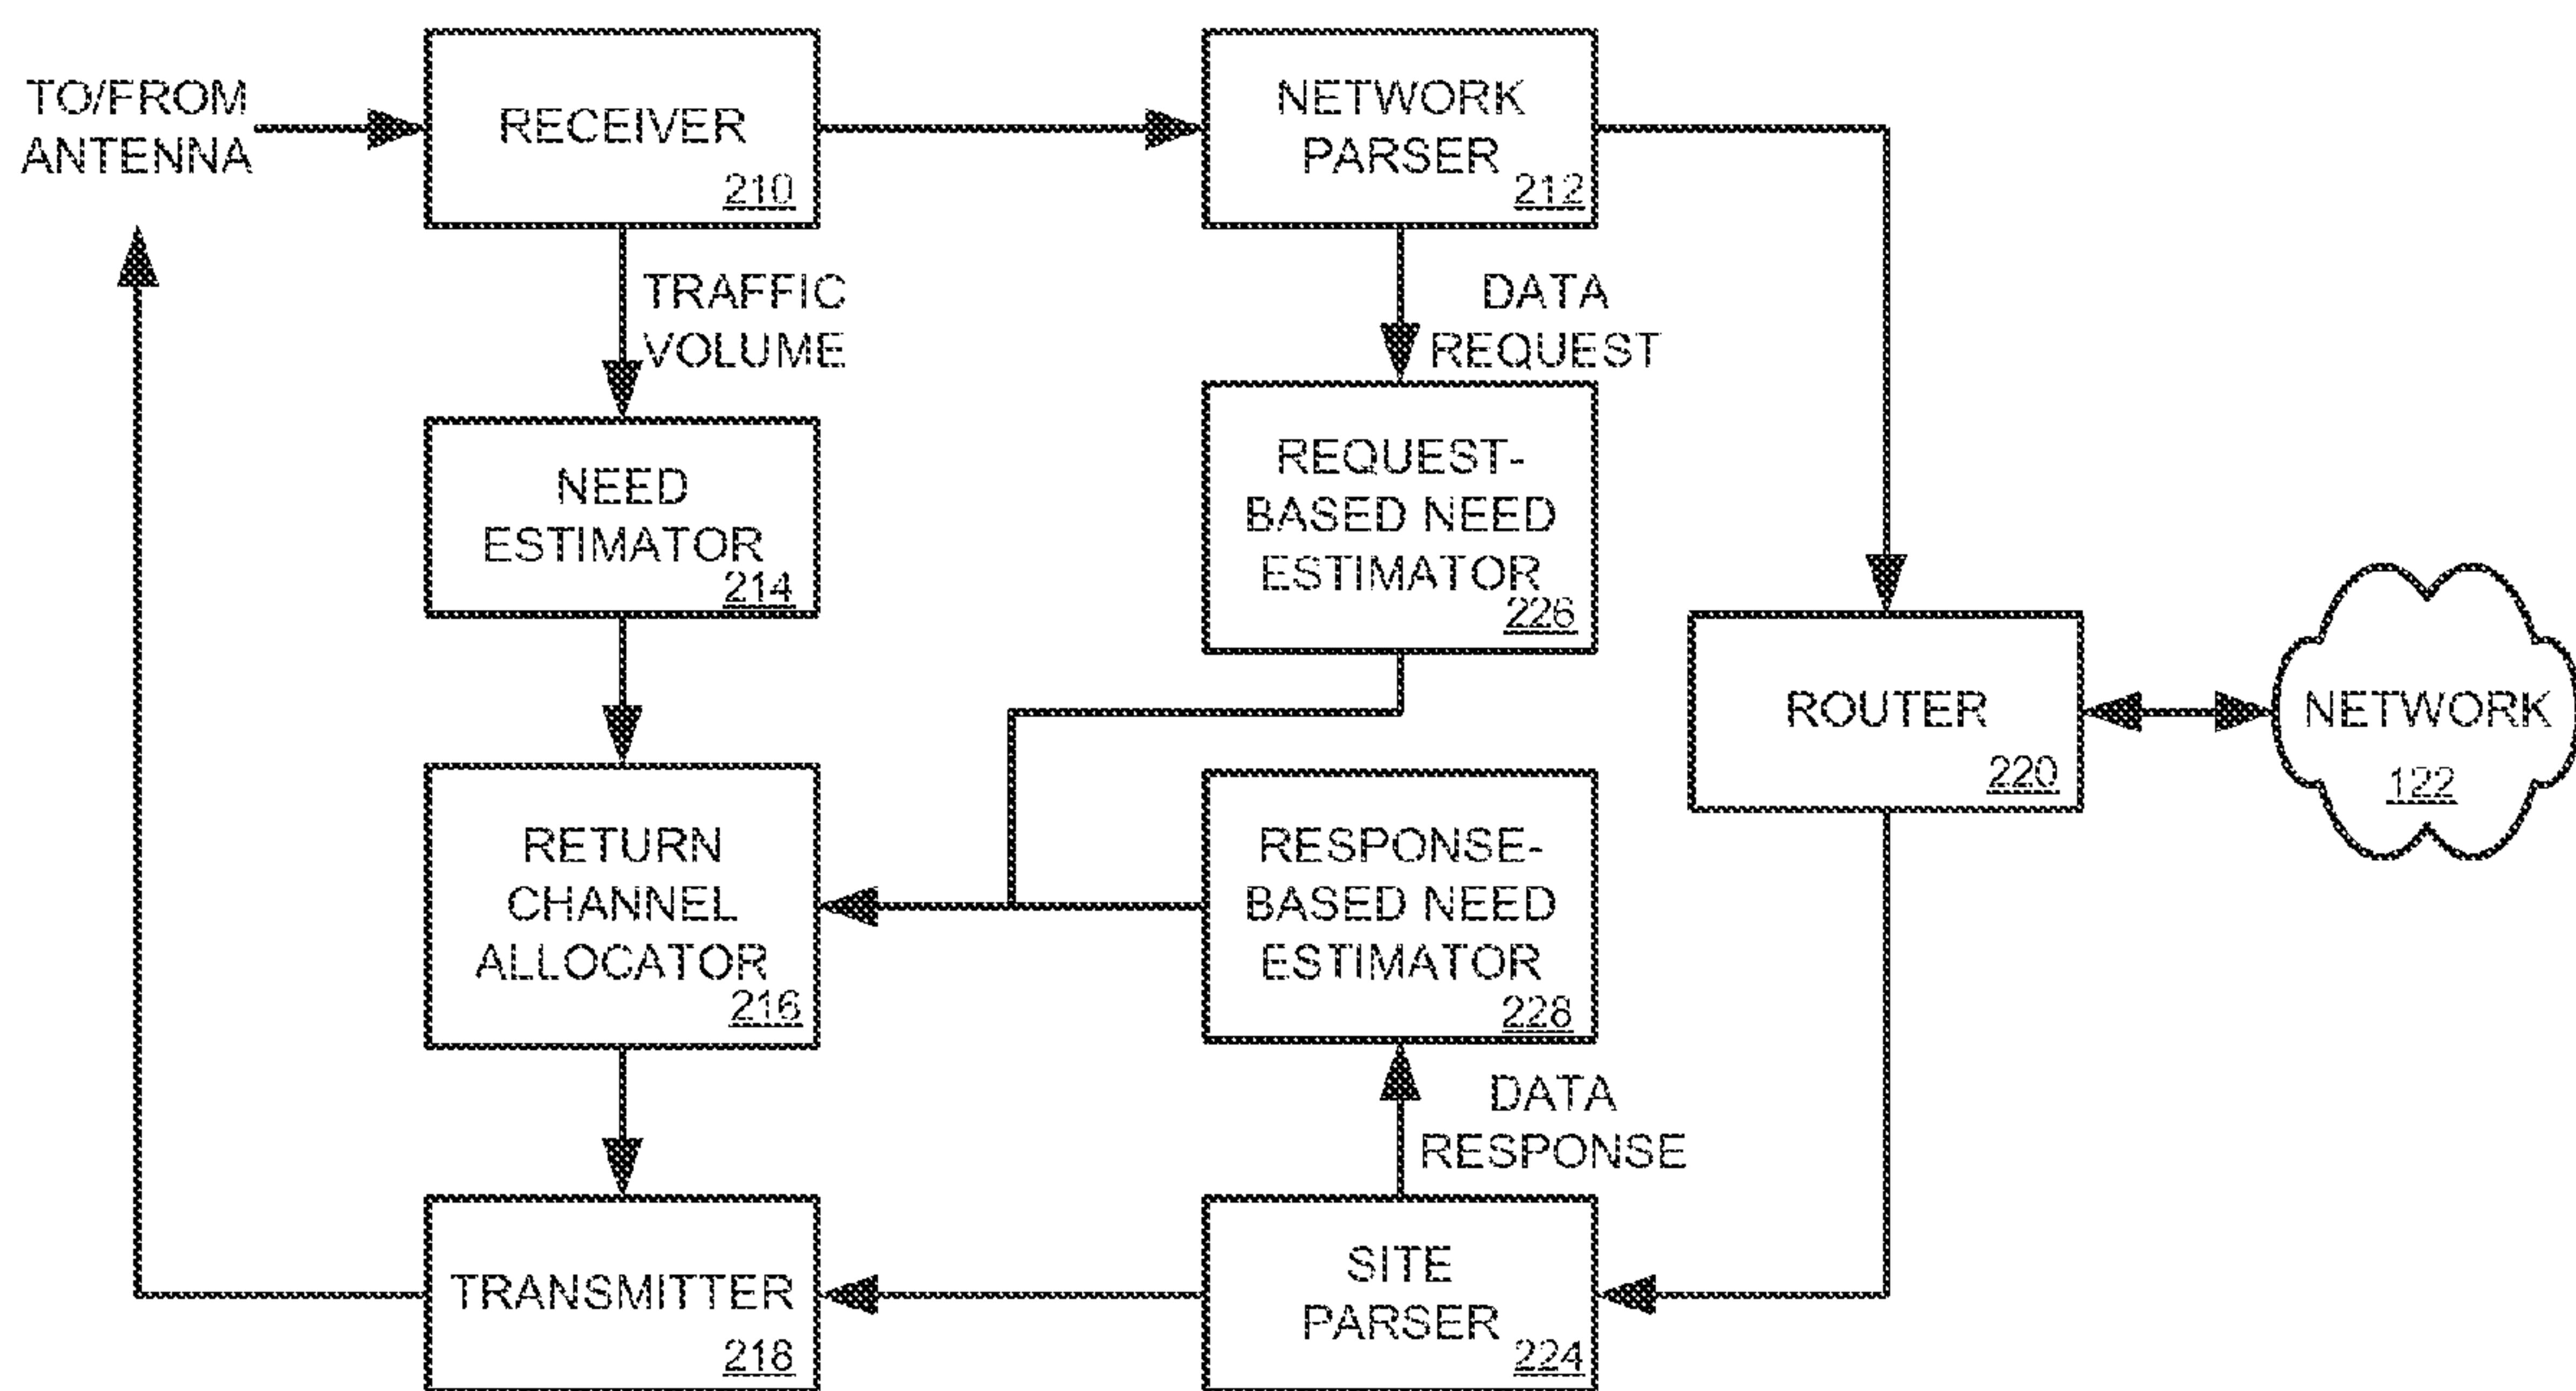 TO/FROM
ANTENNA
RECEIVER
210
NETWORK
PARSER
212
TRAFFIC
VOLUME
DATA
REQUEST
NEED
ESTIMATOR
214
REQUEST-
BASED NEED
ESTIMATOR
226
ROUTER
220
NETWORK
122
RETURN
CHANNEL
ALLOCATOR
216
RESPONSE-
BASED NEED
ESTIMATOR
228
DATA
RESPONSE
TRANSMITTER
218
SITE
PARSER
224